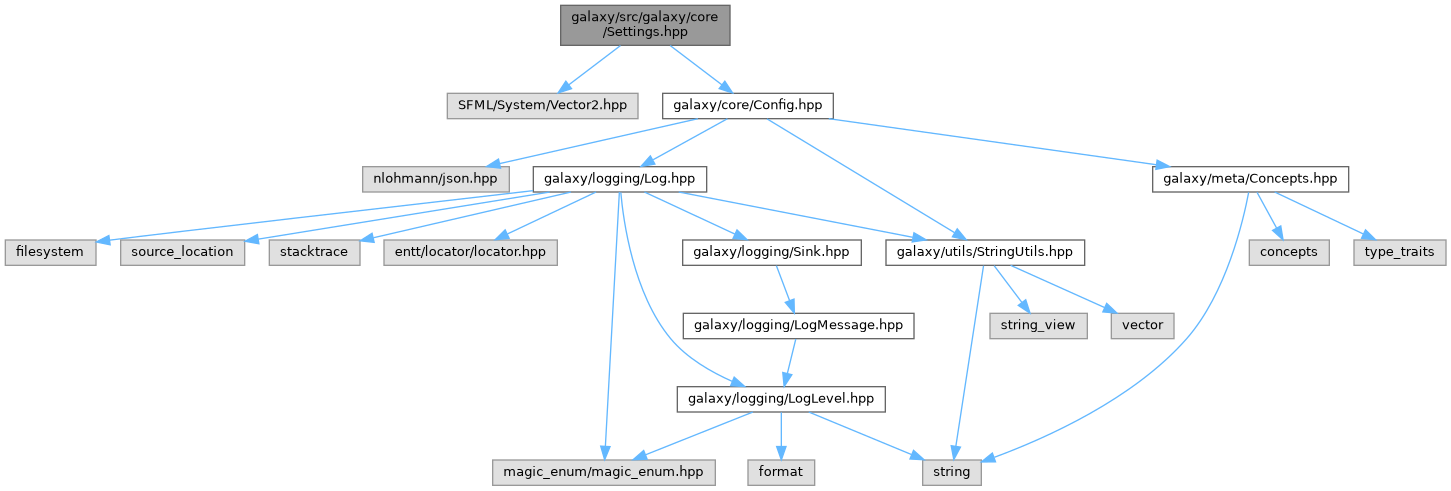 galaxy/src/galaxy/core
/Settings.hpp
SFML/System/Vector2.hpp
galaxy/core/Config.hpp
nlohmann/json.hpp
galaxy/logging/Log.hpp
galaxy/meta/Concepts.hpp
filesystem
source_location
stacktrace
entt/locator/locator.hpp
galaxy/logging/Sink.hpp
galaxy/utils/StringUtils.hpp
concepts
type_traits
galaxy/logging/LogMessage.hpp
string_view
vector
galaxy/logging/LogLevel.hpp
magic_enum/magic_enum.hpp
format
string